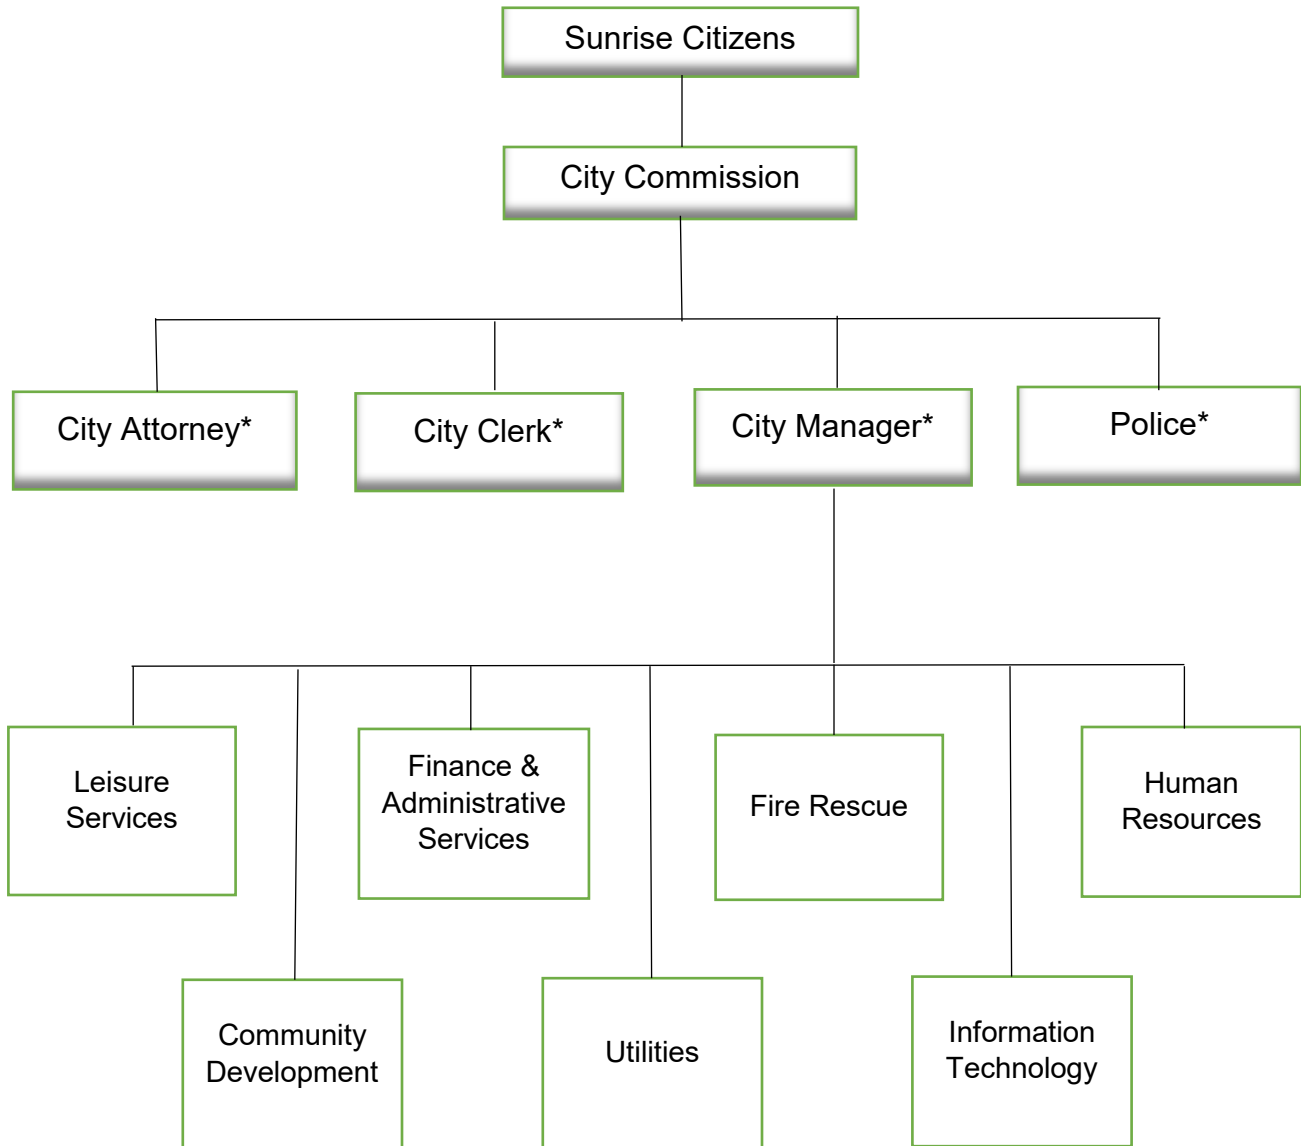 Sunrise Citizens
City Commission
City Attorney*
City Clerk*
City Manager*
Police*
Leisure
Services
Finance &
Administrative
Services
Fire Rescue
Human
Resources
Community
Development
Utilities
Information
Technology